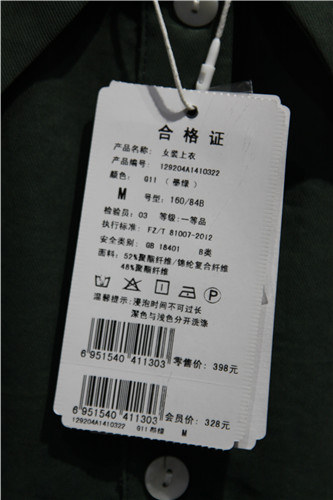 合格证
产品名称: 女装上衣
产品编号: 129204A1410322
颜色: G11 (墨绿)
M 号型: 160/84B
检验员: 03 等级: 一等品
执行标准: FZ/T 81007-2012
安全类别: GB 18401 B类
面料: 52%聚酯纤维/锦纶复合纤维
48%聚酯纤维
温馨提示: 浸泡时间不可过长
深色与浅色分开洗涤
6 951540 411303 零售价: 398元
6 951540 411303 会员价: 328元
129204A1410322 G11 墨绿 M